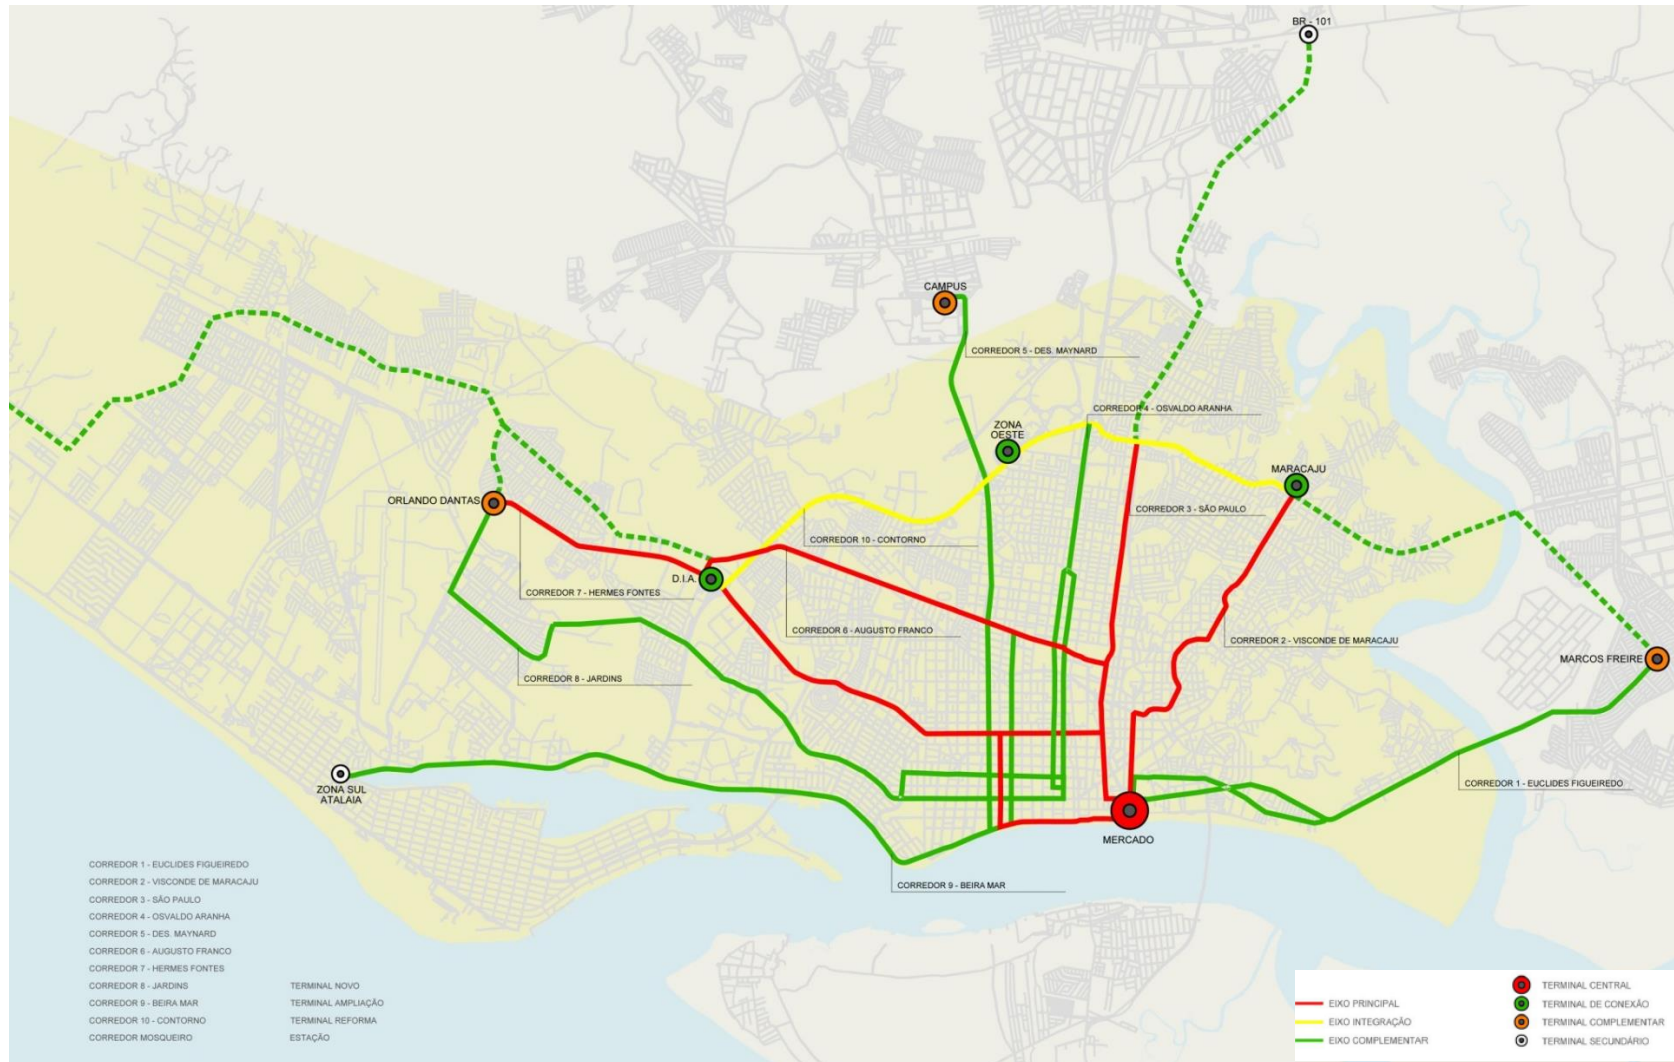 BR - 101
CAMPUS
CORREDOR 5 - DES. MAYNARD
CORREDOR 4 - OSVALDO ARANHA
ZONA
OESTE
MARACAJU
ORLANDO DANTAS
CORREDOR 3 - SÃO PAULO
CORREDOR 10 - CONTORNO
D.I.A.
CORREDOR 7 - HERMES FONTES
CORREDOR 6 - AUGUSTO FRANCO
CORREDOR 2 - VISCONDE DE MARACAJU
MARCOS FREIRE
CORREDOR 8 - JARDINS
ZONA SUL
ATALAIA
CORREDOR 1 - EUCLIDES FIGUEIREDO
MERCADO
CORREDOR 9 - BEIRA MAR
CORREDOR 1 - EUCLIDES FIGUEIREDO
CORREDOR 2 - VISCONDE DE MARACAJU
CORREDOR 3 - SÃO PAULO
CORREDOR 4 - OSVALDO ARANHA
CORREDOR 5 - DES. MAYNARD
CORREDOR 6 - AUGUSTO FRANCO
CORREDOR 7 - HERMES FONTES
CORREDOR 8 - JARDINS
CORREDOR 9 - BEIRA MAR
CORREDOR 10 - CONTORNO
CORREDOR MOSQUEIRO
TERMINAL NOVO
TERMINAL AMPLIAÇÃO
TERMINAL REFORMA
ESTAÇÃO
EIXO PRINCIPAL
EIXO INTEGRAÇÃO
EIXO COMPLEMENTAR
TERMINAL CENTRAL
TERMINAL DE CONEXÃO
TERMINAL COMPLEMENTAR
TERMINAL SECUNDÁRIO